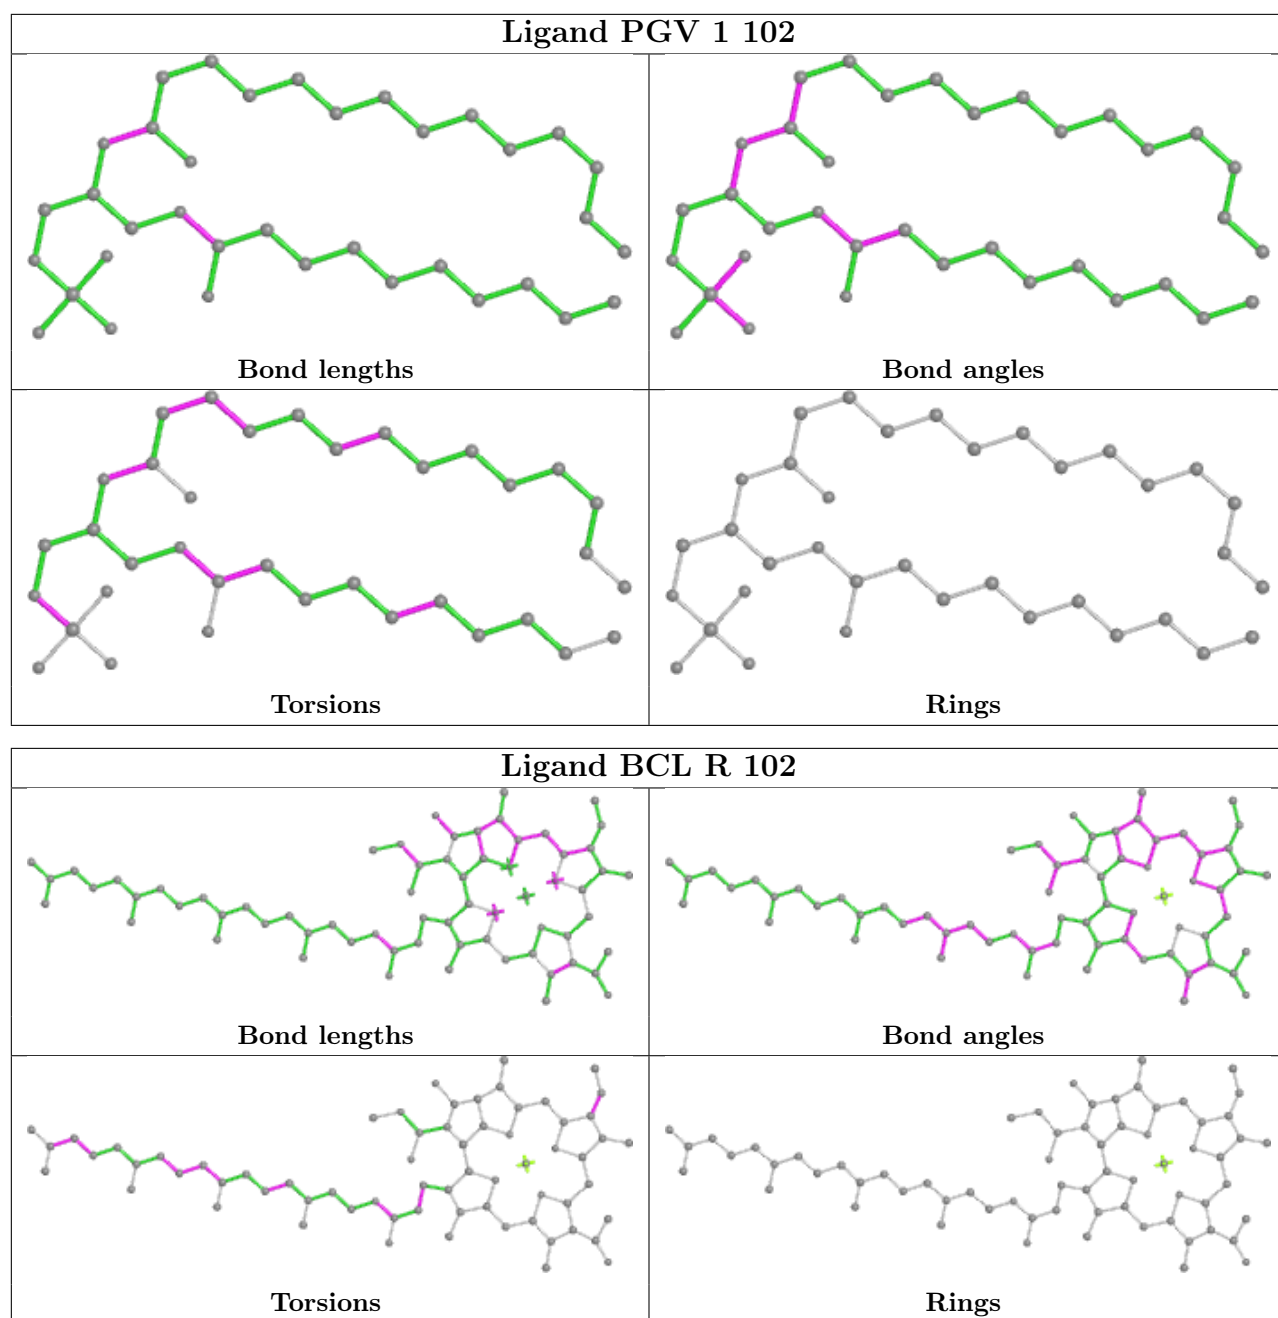 Ligand PGV 1 102
Bond lengths
Bond angles
Torsions
Rings
Ligand BCL R 102
Bond lengths
Bond angles
Torsions
Rings